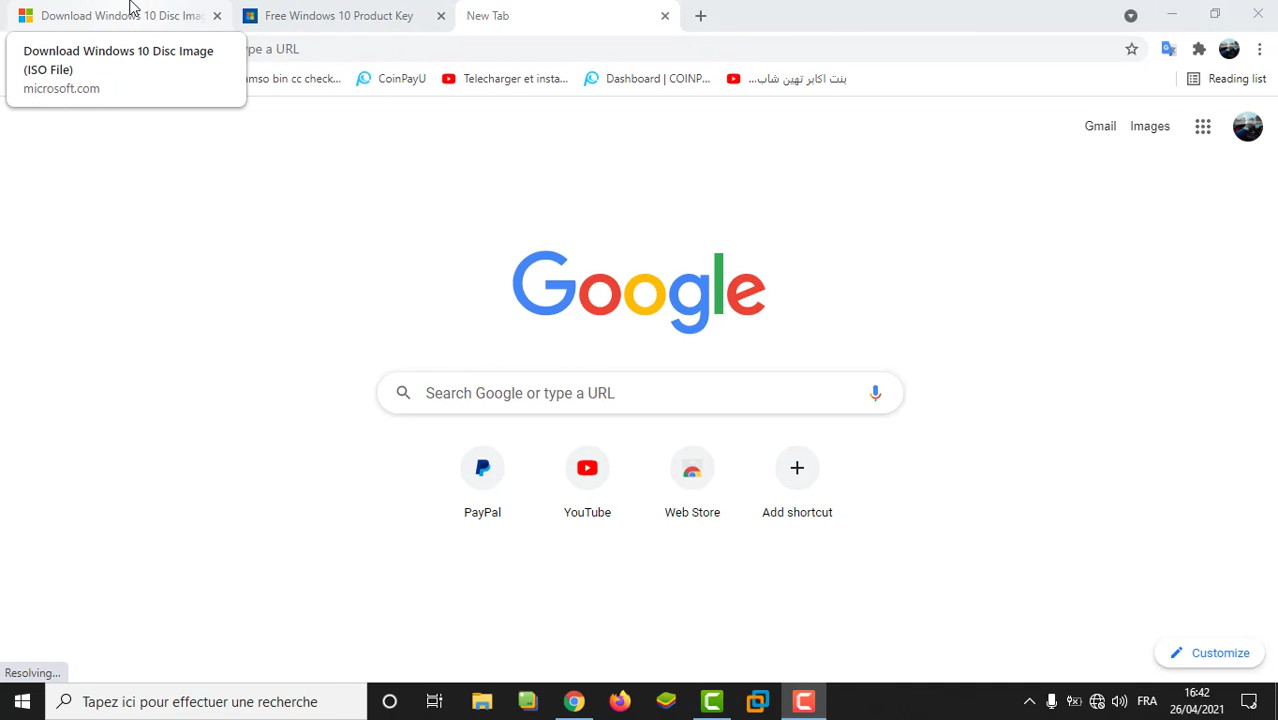 Download Windows 10 Disc Imag
Free Windows 10 Product Key
New Tab
Download Windows 10 Disc Image
(ISO File)
microsoft.com
pe a URL
amso bin cc check...
CoinPayU
Telecharger et insta...
Dashboard | COINP...
بنت اكابر تهين شاب...
Reading list
Gmail
Images
Google
Search Google or type a URL
PayPal
YouTube
Web Store
Add shortcut
Customize
Resolving...
Tapez ici pour effectuer une recherche
FRA
16:42
26/04/2021